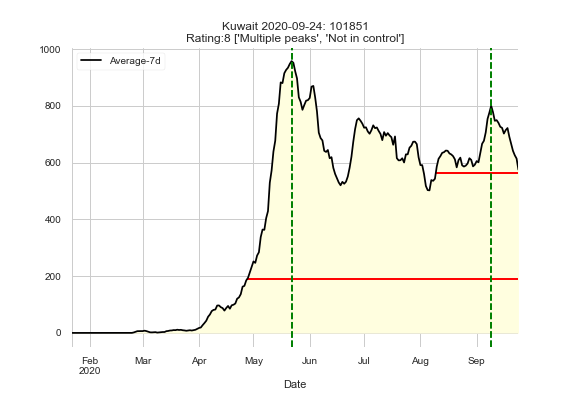 Kuwait 2020-09-24: 101851
Rating:8 ['Multiple peaks', 'Not in control']
Average-7d
1000
800
600
400
200
0
Feb Mar Apr May Jun Jul Aug Sep
2020
Date